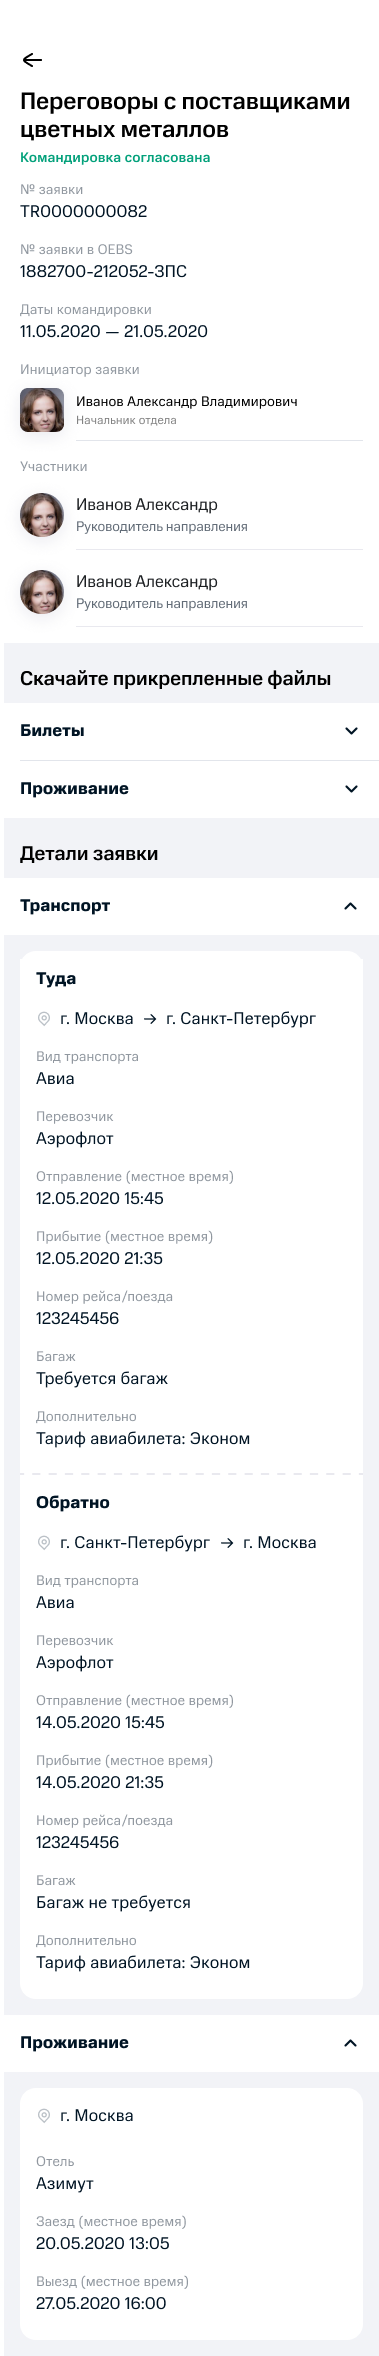 Переговоры с поставщиками
цветных металлов
Командировка согласована
№ заявки
TR0000000082
№ заявки в OEBS
1882700-212052-ЗПС
Даты командировки
11.05.2020 — 21.05.2020
Инициатор заявки
Иванов Александр Владимирович
Начальник отдела
Участники
Иванов Александр
Руководитель направления
Иванов Александр
Руководитель направления
Скачайте прикрепленные файлы
Билеты
Проживание
Детали заявки
Транспорт
Туда
г. Москва → г. Санкт-Петербург
Вид транспорта
Авиа
Перевозчик
Аэрофлот
Отправление (местное время)
12.05.2020 15:45
Прибытие (местное время)
12.05.2020 21:35
Номер рейса/поезда
123245456
Багаж
Требуется багаж
Дополнительно
Тариф авиабилета: Эконом
Обратно
г. Санкт-Петербург → г. Москва
Вид транспорта
Авиа
Перевозчик
Аэрофлот
Отправление (местное время)
14.05.2020 15:45
Прибытие (местное время)
14.05.2020 21:35
Номер рейса/поезда
123245456
Багаж
Багаж не требуется
Дополнительно
Тариф авиабилета: Эконом
Проживание
г. Москва
Отель
Азимут
Заезд (местное время)
20.05.2020 13:05
Выезд (местное время)
27.05.2020 16:00